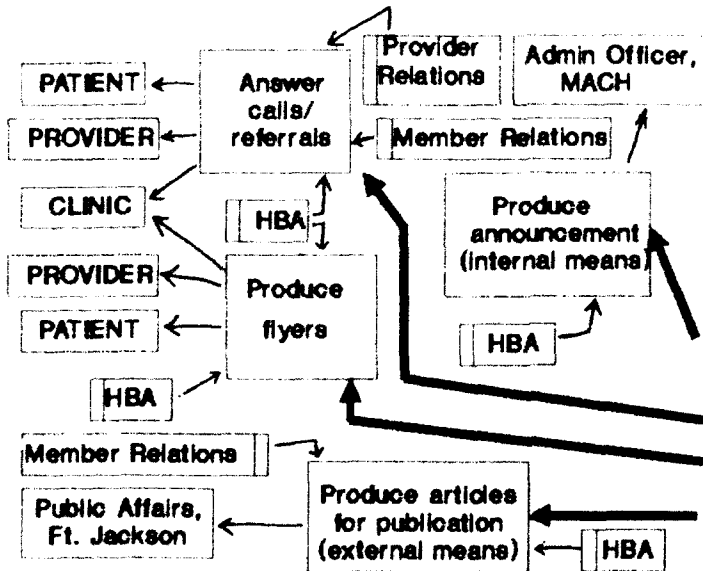 Provider
Relations
Admin Officer,
MACH
Answer
calls/
referrals
PATIENT
PROVIDER
Member Relations
CLINIC
HBA
Produce
announcement
(internal means)
PROVIDER
Produce
flyers
PATIENT
HBA
HBA
Member Relations
Produce articles
for publication
(external means)
Public Affairs,
Ft. Jackson
HBA